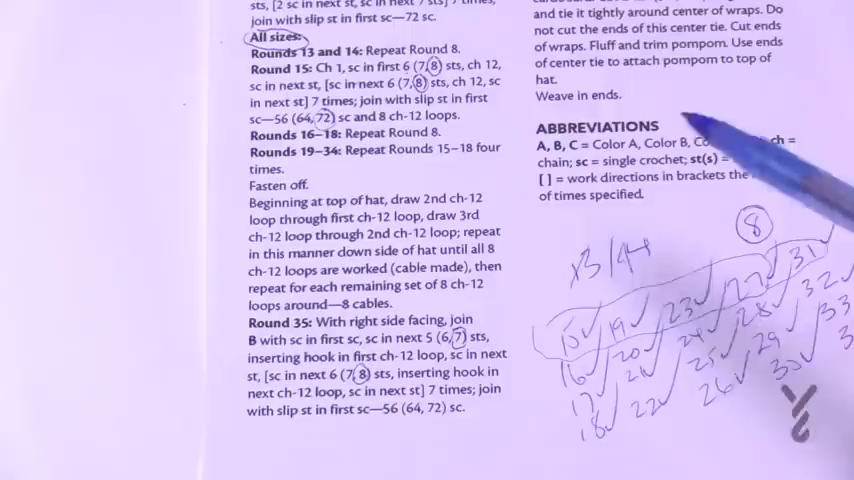 sts, [2 sc in next st, sc in next 7 sts] 7 times;
join with slip st in first sc—72 sc.
All sizes:
Rounds 13 and 14: Repeat Round 8.
Round 15: Ch 1, sc in first 6 (7, 8) sts, ch 12,
sc in next st, [sc in next 6 (7, 8) sts, ch 12, sc
in next st] 7 times; join with slip st in first
sc—56 (64, 72) sc and 8 ch-12 loops.
Rounds 16–18: Repeat Round 8.
Rounds 19–34: Repeat Rounds 15–18 four
times.
Fasten off.
Beginning at top of hat, draw 2nd ch-12
loop through first ch-12 loop, draw 3rd
ch-12 loop through 2nd ch-12 loop; repeat
in this manner down side of hat until all 8
ch-12 loops are worked (cable made), then
repeat for each remaining set of 8 ch-12
loops around—8 cables.
Round 35: With right side facing, join
B with sc in first sc, sc in next 5 (6, 7) sts,
inserting hook in first ch-12 loop, sc in next
st, [sc in next 6 (7, 8) sts, inserting hook in
next ch-12 loop, sc in next st] 7 times; join
with slip st in first sc—56 (64, 72) sc.
and tie it tightly around center of wraps. Do
not cut the ends of this center tie. Cut ends
of wraps. Fluff and trim pompom. Use ends
of center tie to attach pompom to top of
hat.
Weave in ends.
ABBREVIATIONS
A, B, C = Color A, Color B, ch =
chain; sc = single crochet; st(s) =
[ ] = work directions in brackets the
of times specified.
8
15 19 23 27 31
16 20 24 28 32
17 21 25 29 33
18 22 26 30